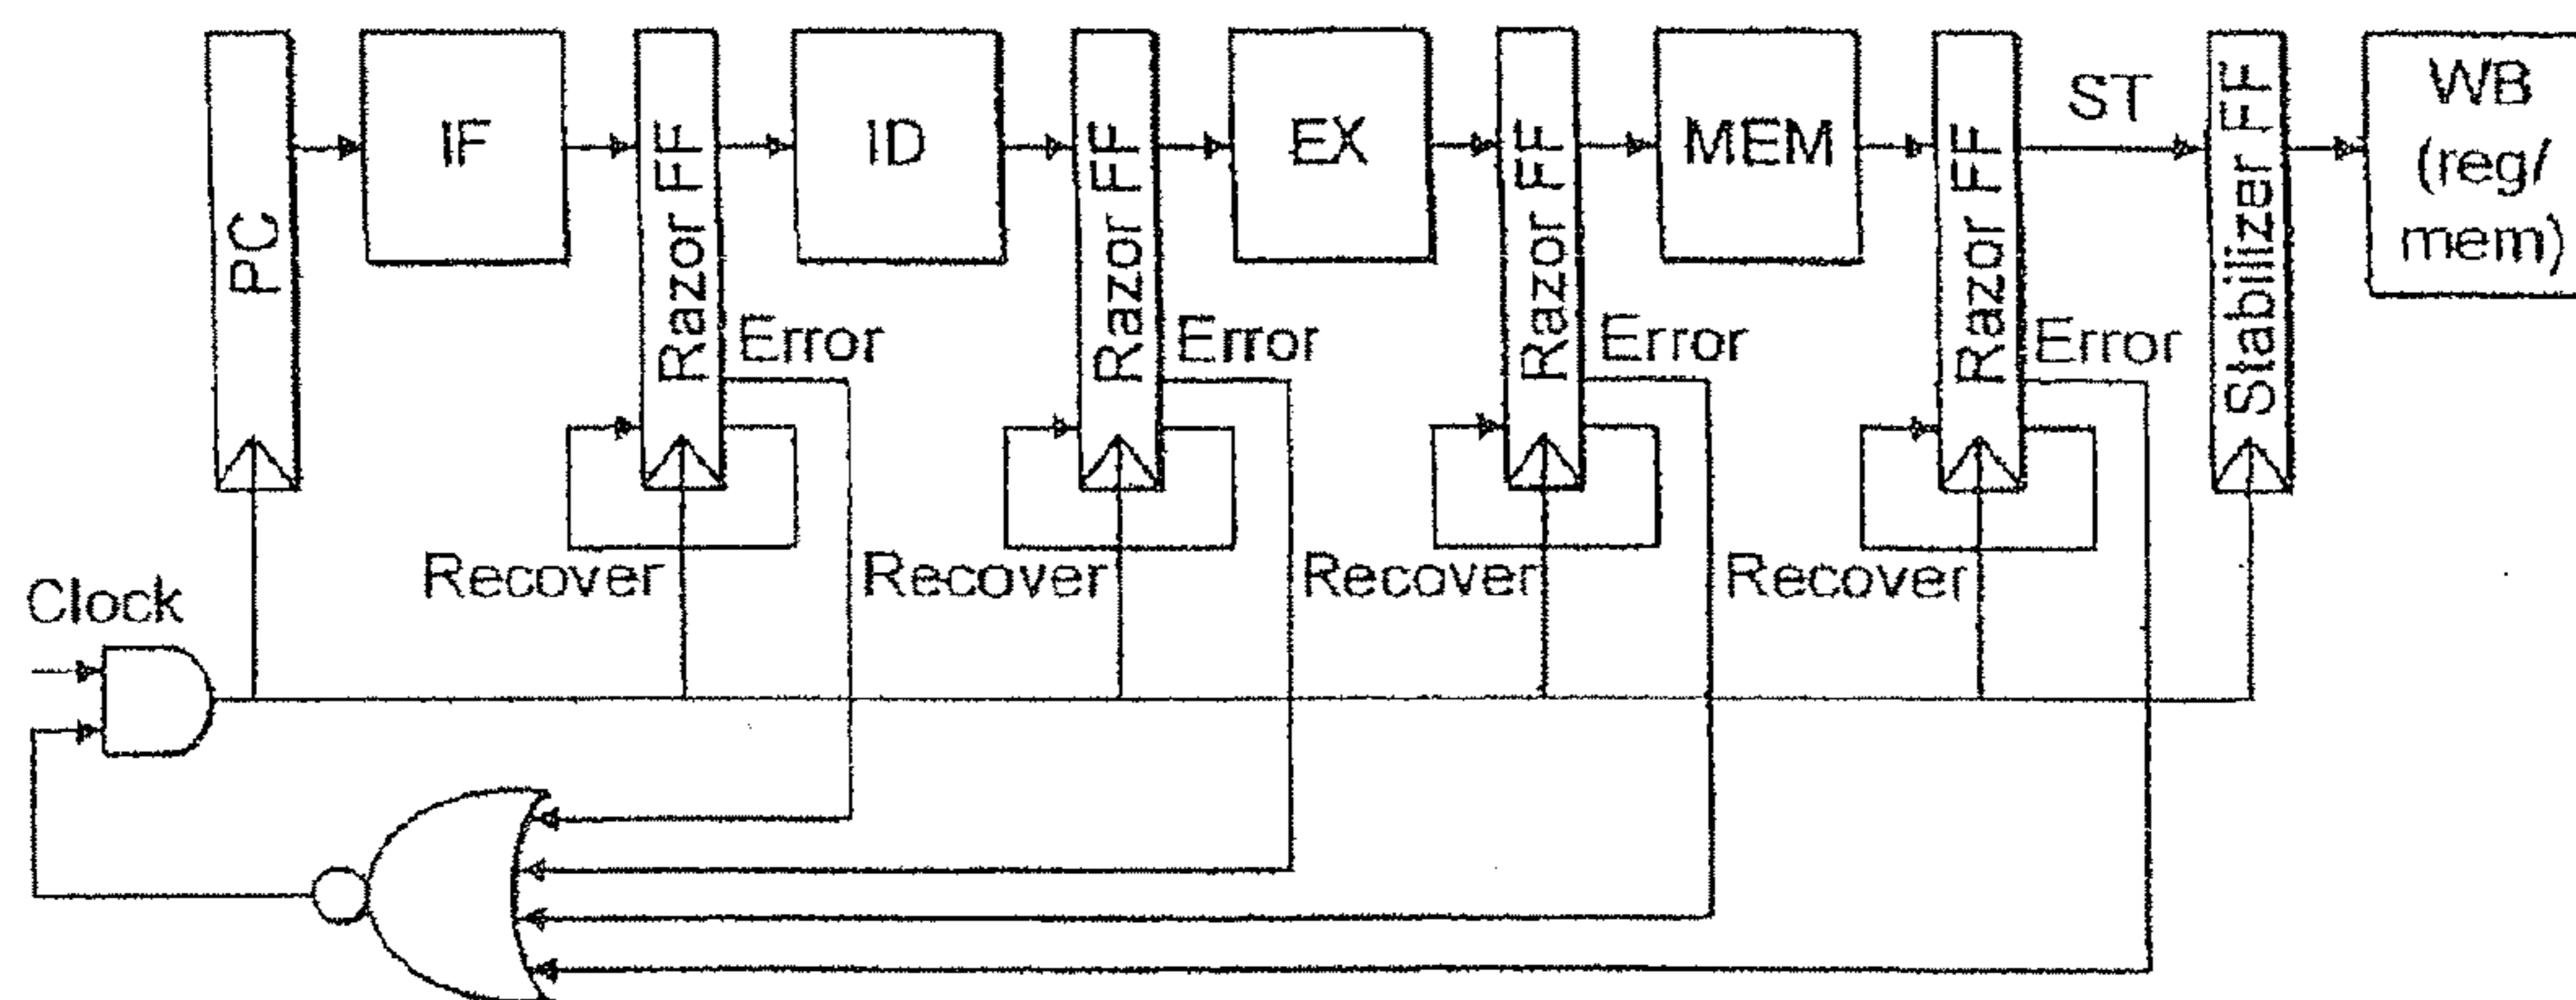 PC
IF
Razor FF
ID
Razor FF
EX
Razor FF
MEM
Razor FF
ST
Stabilizer FF
WB
(reg/
mem)
Error
Error
Error
Error
Recover
Recover
Recover
Recover
Clock